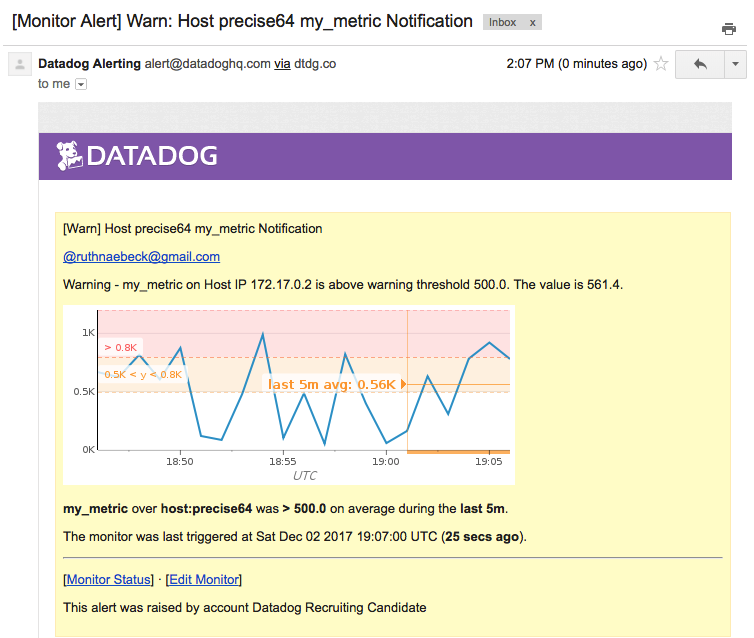 [Monitor Alert] Warn: Host precise64 my_metric Notification Inbox x
Datadog Alerting alert@datadoghq.com via dtdg.co 2:07 PM (0 minutes ago)
to me
DATADOG
[Warn] Host precise64 my_metric Notification
@ruthnaebeck@gmail.com
Warning - my_metric on Host IP 172.17.0.2 is above warning threshold 500.0. The value is 561.4.
1K
> 0.8K
0.5K < y < 0.8K
last 5m avg: 0.56K
0.5K
0K
18:50 18:55 19:00 19:05
UTC
my_metric over host:precise64 was > 500.0 on average during the last 5m.
The monitor was last triggered at Sat Dec 02 2017 19:07:00 UTC (25 secs ago).
[Monitor Status] · [Edit Monitor]
This alert was raised by account Datadog Recruiting Candidate